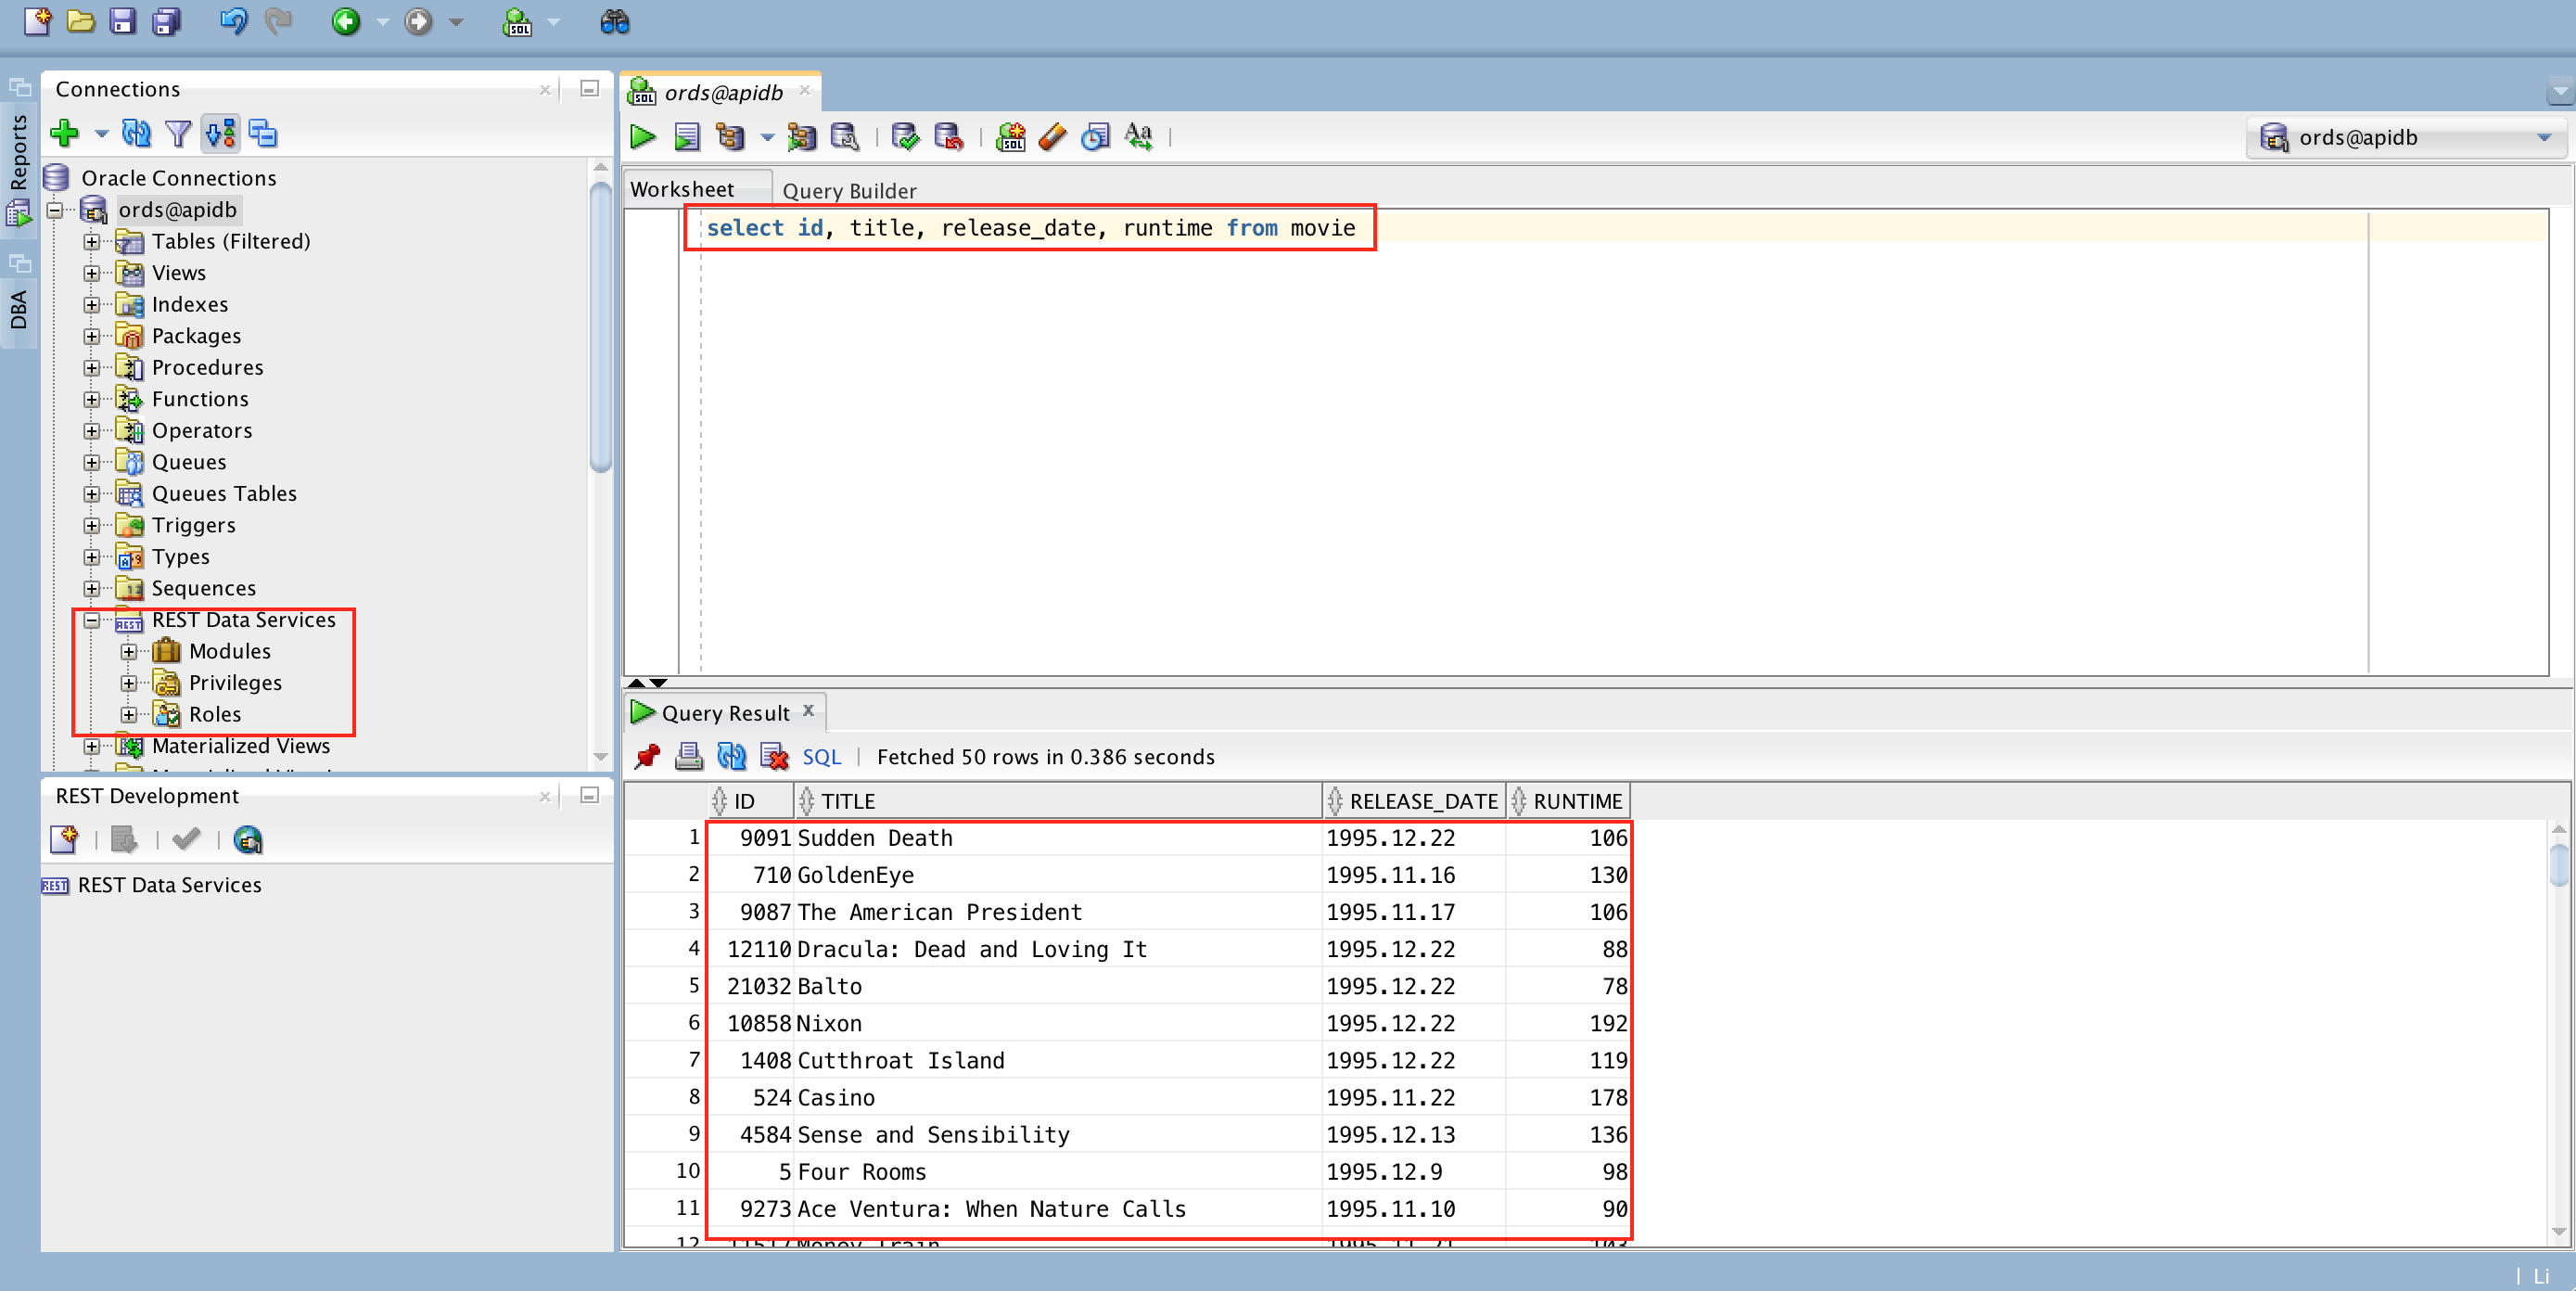 Connections
Reports
DBA
Oracle Connections
ords@apidb
Tables (Filtered)
Views
Indexes
Packages
Procedures
Functions
Operators
Queues
Queues Tables
Triggers
Types
Sequences
REST Data Services
Modules
Privileges
Roles
Materialized Views
REST Development
REST Data Services
ords@apidb
ords@apidb
Worksheet Query Builder
select id, title, release_date, runtime from movie
Query Result
SQL Fetched 50 rows in 0.386 seconds
ID TITLE RELEASE_DATE RUNTIME
1 9091 Sudden Death 1995.12.22 106
2 710 GoldenEye 1995.11.16 130
3 9087 The American President 1995.11.17 106
4 12110 Dracula: Dead and Loving It 1995.12.22 88
5 21032 Balto 1995.12.22 78
6 10858 Nixon 1995.12.22 192
7 1408 Cutthroat Island 1995.12.22 119
8 524 Casino 1995.11.22 178
9 4584 Sense and Sensibility 1995.12.13 136
10 5 Four Rooms 1995.12.9 98
11 9273 Ace Ventura: When Nature Calls 1995.11.10 90
12 11517 Money Train 1995.11.21 103
Li